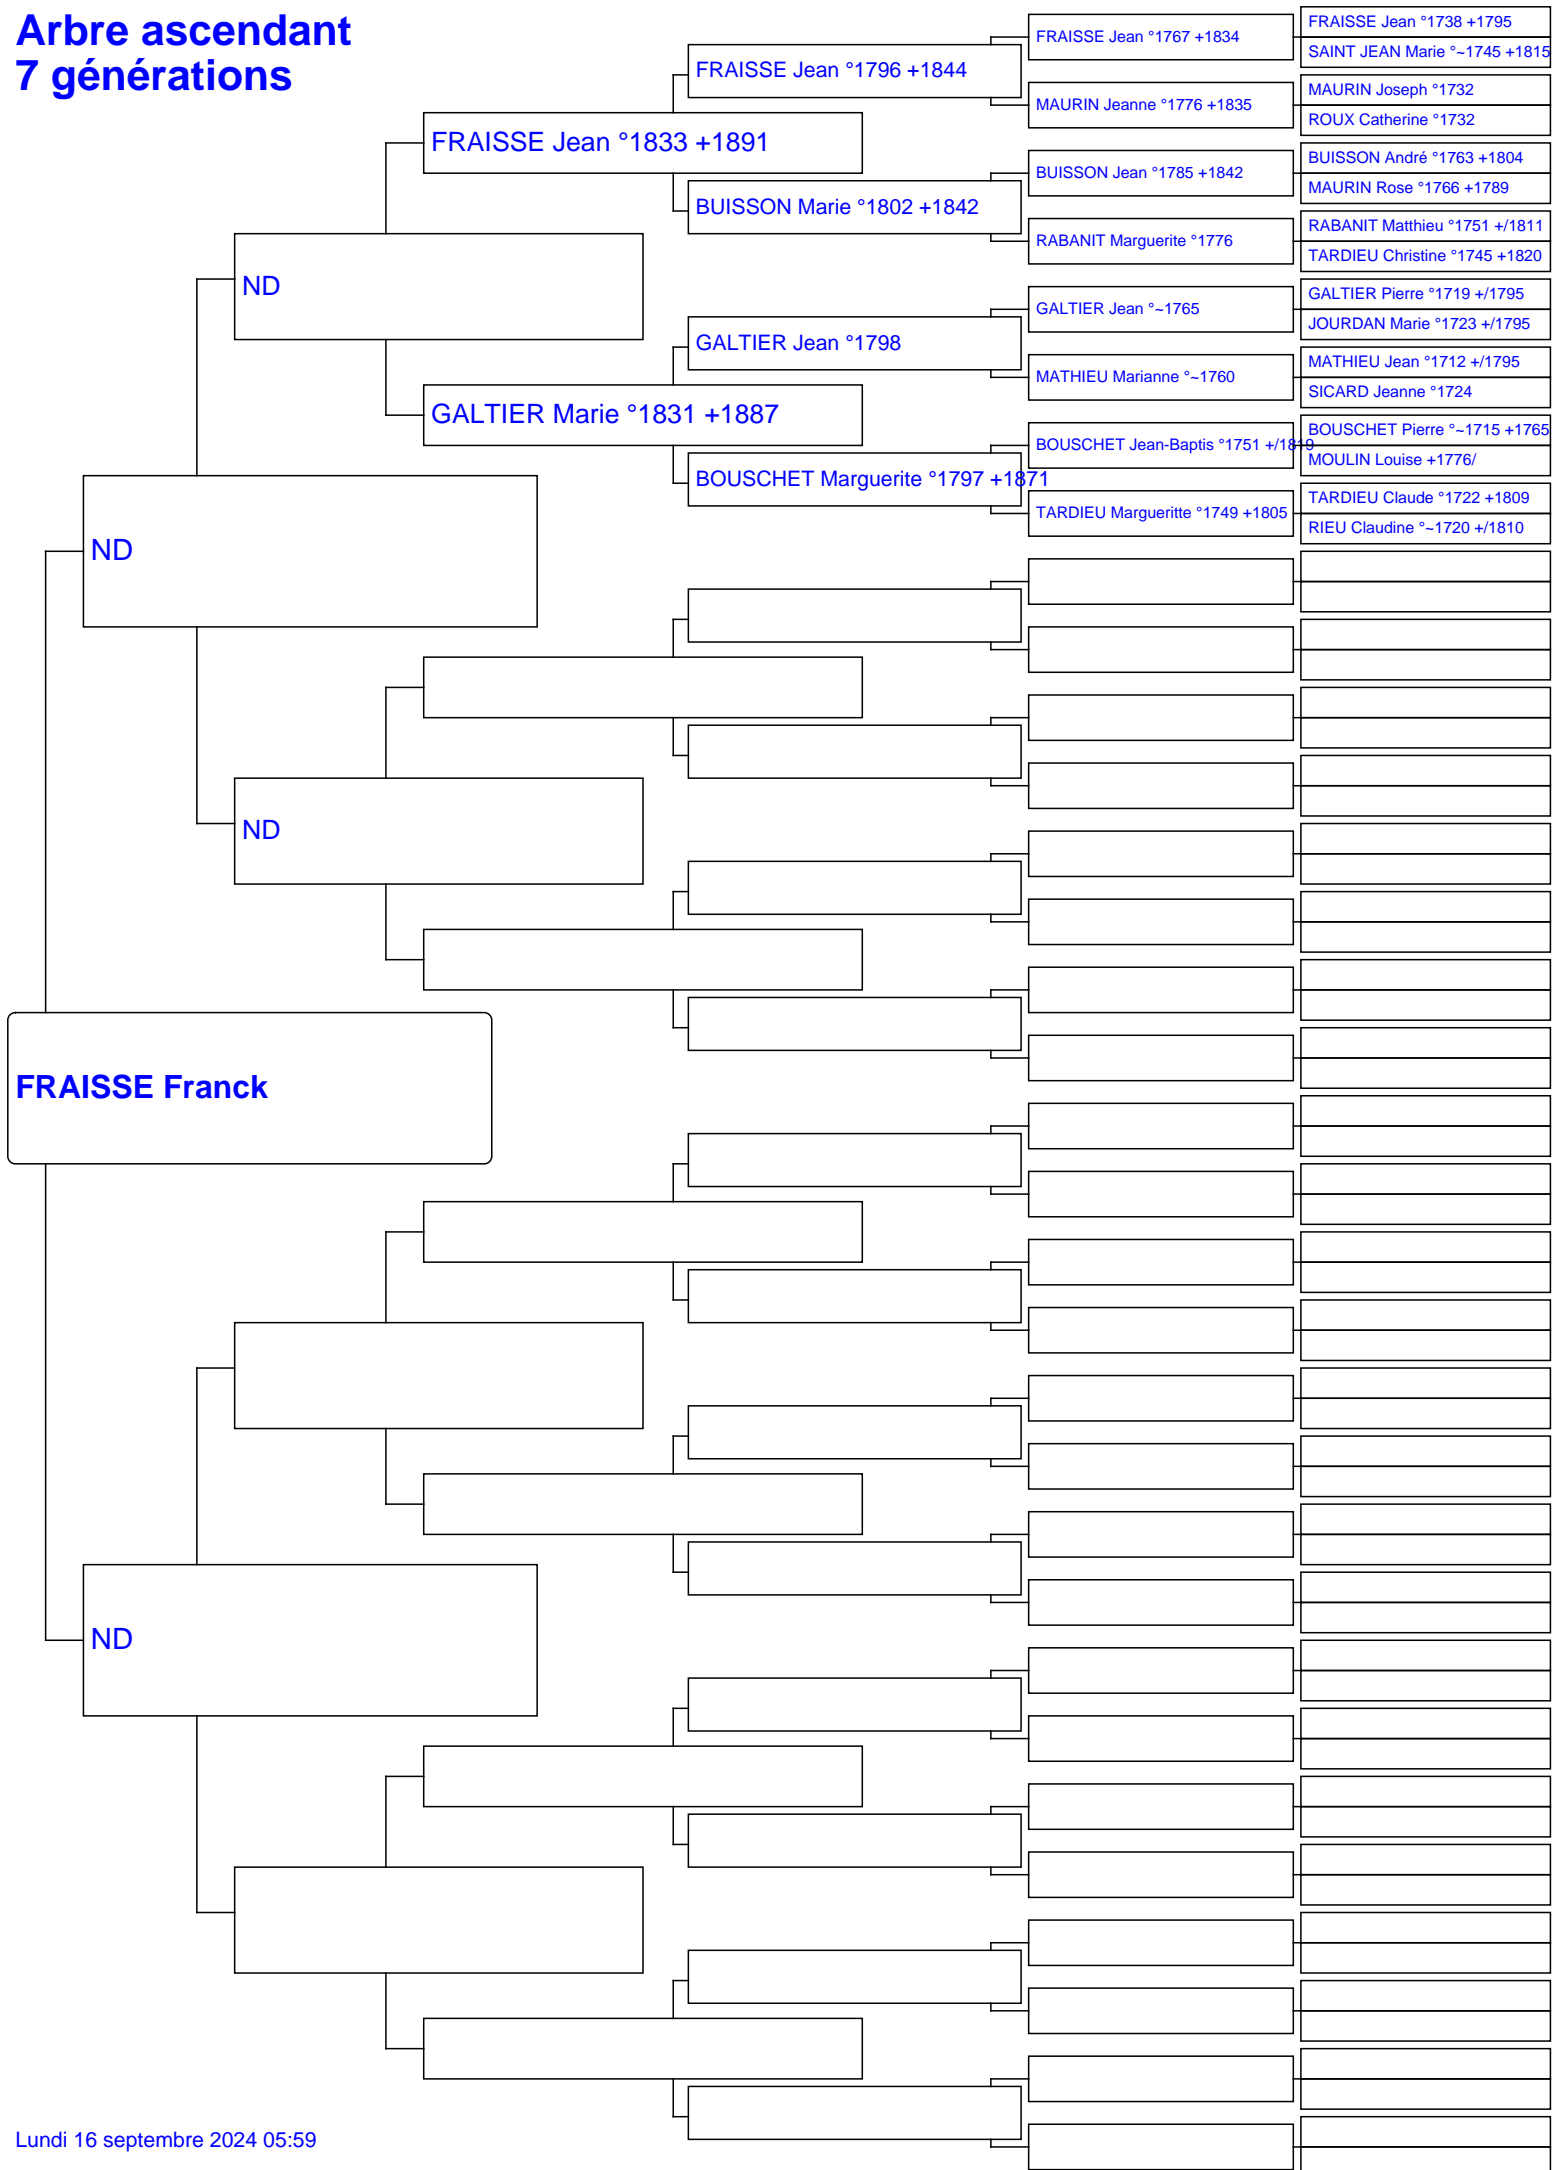 Arbre ascendant
7 générations
FRAISSE Jean °1738 +1795
FRAISSE Jean °1767 +1834
SAINT JEAN Marie °~1745 +1815
FRAISSE Jean °1796 +1844
MAURIN Joseph °1732
MAURIN Jeanne °1776 +1835
ROUX Catherine °1732
FRAISSE Jean °1833 +1891
BUISSON André °1763 +1804
BUISSON Jean °1785 +1842
MAURIN Rose °1766 +1789
BUISSON Marie °1802 +1842
RABANIT Matthieu °1751 +/1811
RABANIT Marguerite °1776
TARDIEU Christine °1745 +1820
ND
GALTIER Pierre °1719 +/1795
GALTIER Jean °~1765
JOURDAN Marie °1723 +/1795
GALTIER Jean °1798
MATHIEU Jean °1712 +/1795
MATHIEU Marianne °~1760
SICARD Jeanne °1724
GALTIER Marie °1831 +1887
BOUSCHET Pierre °~1715 +1765
BOUSCHET Jean-Baptis °1751 +/1819
MOULIN Louise +1776/
BOUSCHET Marguerite °1797 +1871
TARDIEU Claude °1722 +1809
TARDIEU Margueritte °1749 +1805
RIEU Claudine °~1720 +/1810
ND
ND
FRAISSE Franck
ND
Lundi 16 septembre 2024 05:59